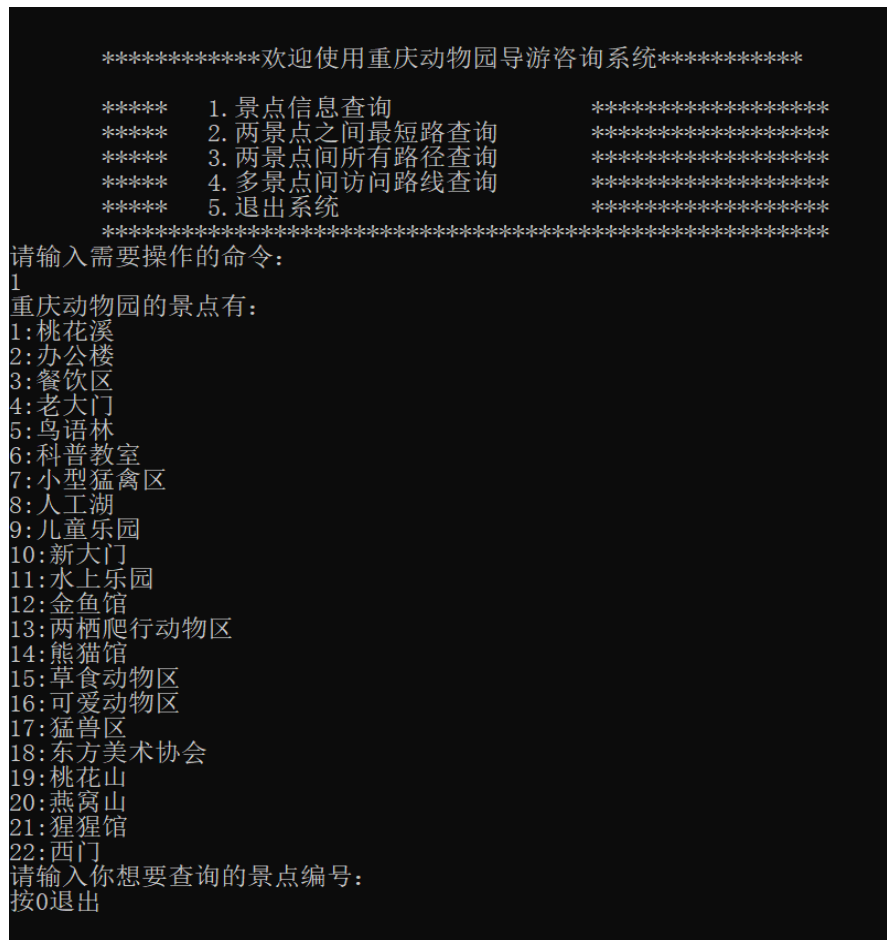 ************欢迎使用重庆动物园导游咨询系统***********
***** 1.景点信息查询 ******************
***** 2.两景点之间最短路查询 ******************
***** 3.两景点间所有路径查询 ******************
***** 4.多景点间访问路线查询 ******************
***** 5.退出系统 ******************
*******************************************************
请输入需要操作的命令:
1
重庆动物园的景点有:
1:桃花溪
2:办公楼
3:餐饮区
4:老大门
5:鸟语林
6:科普教室
7:小型猛禽区
8:人工湖
9:儿童乐园
10:新大门
11:水上乐园
12:金鱼馆
13:两栖爬行动物区
14:熊猫馆
15:草食动物区
16:可爱动物区
17:猛兽区
18:东方美术协会
19:桃花山
20:燕窝山
21:猩猩馆
22:西门
请输入你想要查询的景点编号:
按0退出